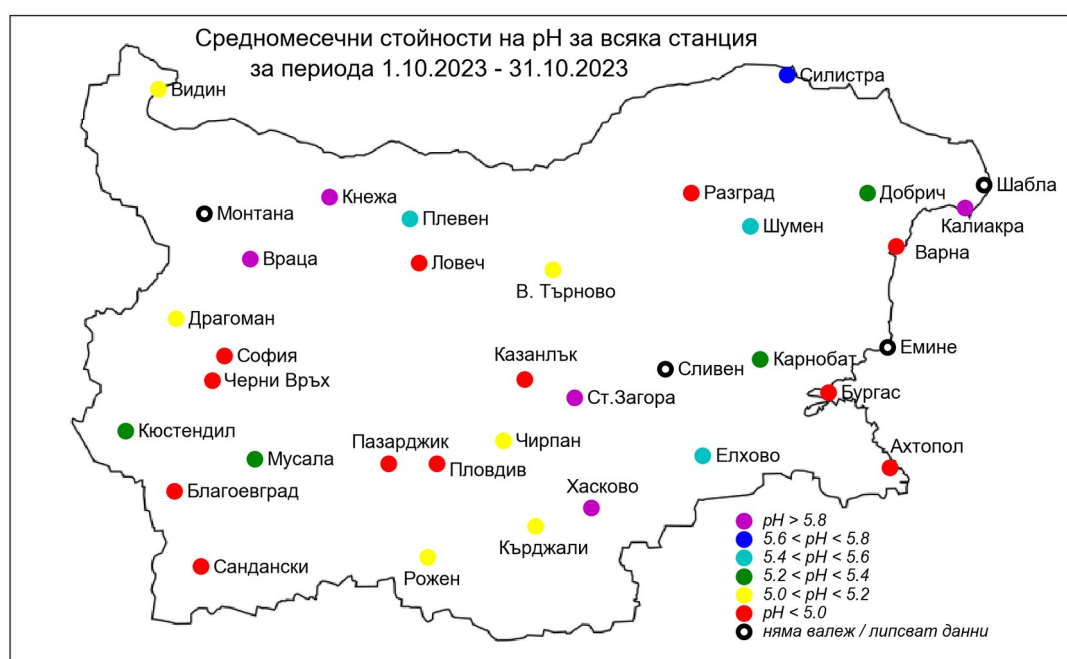 Средномесечни стойности на pH за всяка станция
за периода 1.10.2023 - 31.10.2023
Силистра
Видин
Шабла
Кнежа
Разград
Добрич
Монтана
Плевен
Шумен
Калиакра
Варна
Враца
Ловеч
В. Търново
Драгоман
София
Казанлък
Емине
Карнобат
Сливен
Черни Връх
Бургас
Ст.Загора
Кюстендил
Чирпан
Пазарджик
Ахтопол
Мусала
Пловдив
Елхово
Благоевград
Хасково
Кърджали
Сандански
Рожен
pH > 5.8
5.6 < pH < 5.8
5.4 < pH < 5.6
5.2 < pH < 5.4
5.0 < pH < 5.2
pH < 5.0
няма валеж / липсват данни